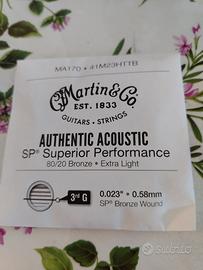 MA170 • 41M23HTTB
Martin & Co.
EST. 1833
GUITARS • STRINGS
AUTHENTIC ACOUSTIC
SP® Superior Performance
80/20 Bronze • Extra Light
3rd G
0.023" • 0.58mm
SP® Bronze Wound
Subito